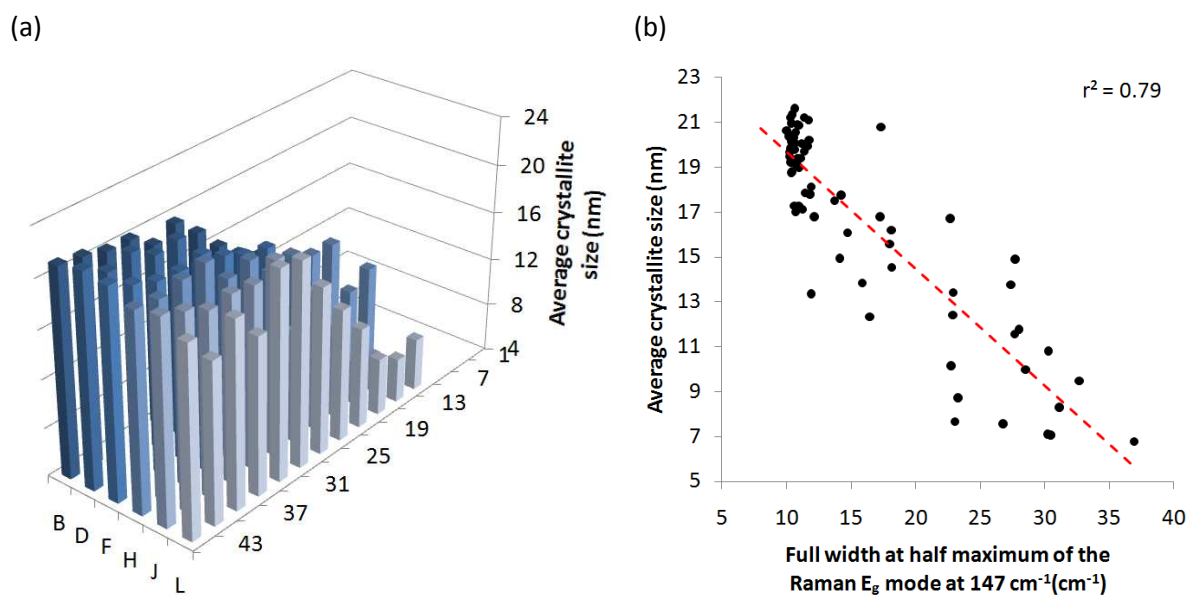 (a)
24
20
16
12
8
4
Average crystallite
size (nm)
1
7
13
19
25
31
37
43
B
D
F
H
J
L
(b)
r² = 0.79
Average crystallite size (nm)
23
21
19
17
15
13
11
9
7
5
5 10 15 20 25 30 35 40
Full width at half maximum of the
Raman E<sub>g</sub> mode at 147 cm⁻¹(cm⁻¹)